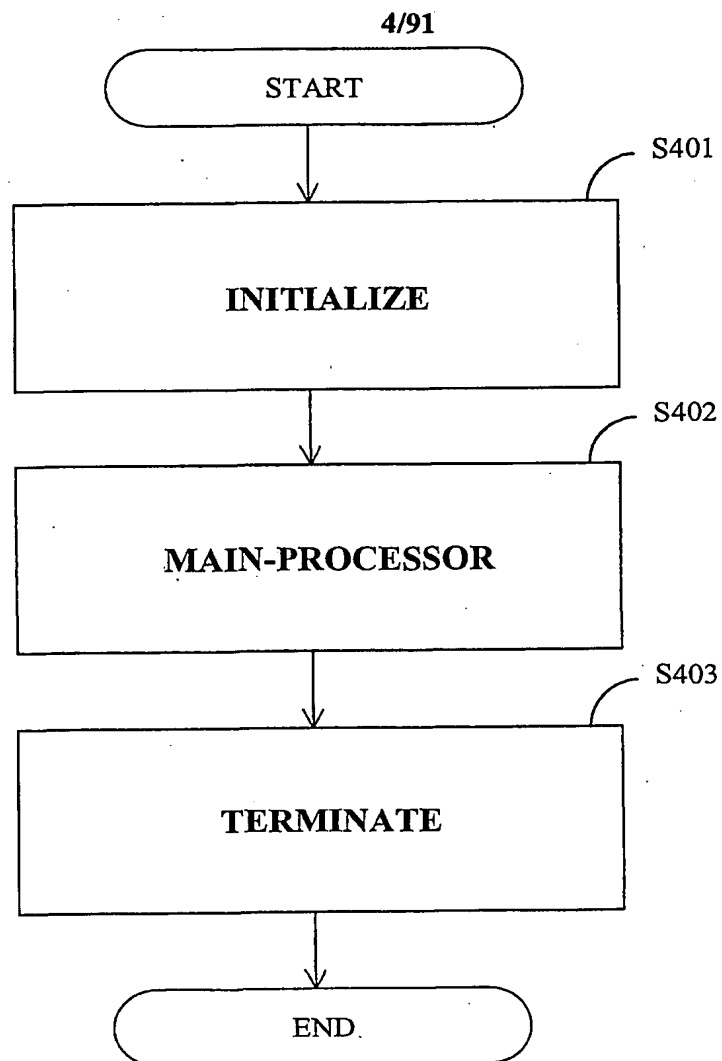 4/91
START
S401
INITIALIZE
S402
MAIN-PROCESSOR
S403
TERMINATE
END